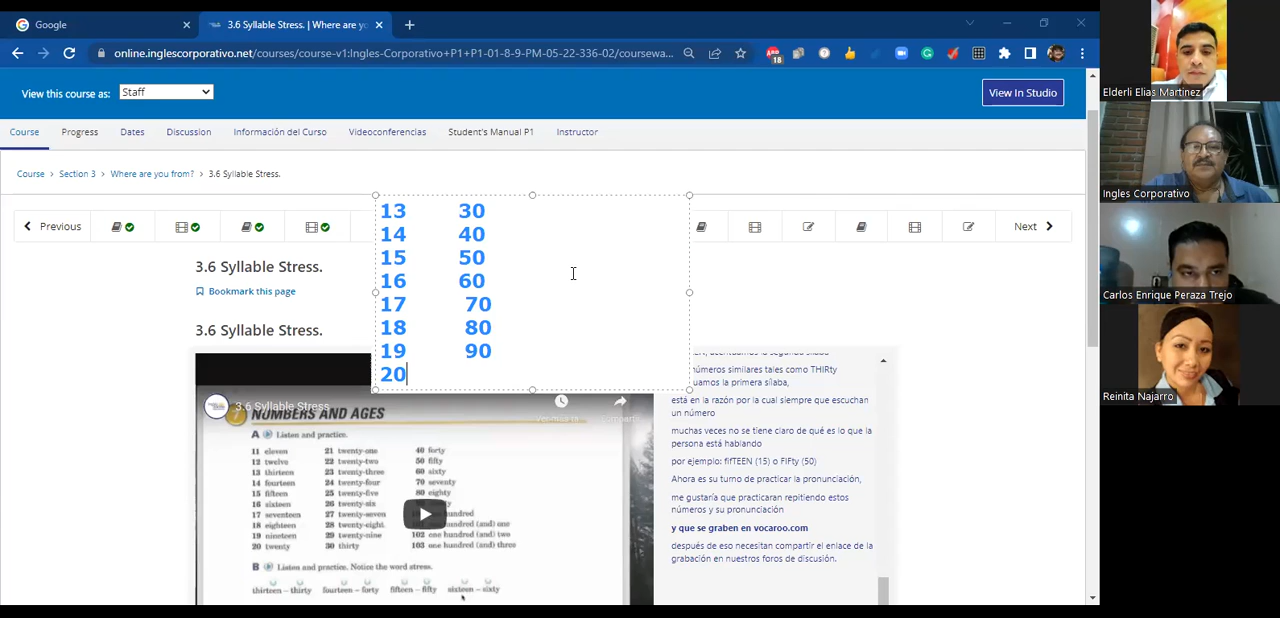 Google
3.6 Syllable Stress. | Where are yo
online.inglescorporativo.net/courses/course-v1:Ingles-Corporativo+P1+P1-01-8-9-PM-05-22-336-02/coursewa...
18
View this course as:
Staff
View In Studio
Course
Progress
Dates
Discussion
Información del Curso
Videoconferencias
Student's Manual P1
Instructor
Course > Section 3 > Where are you from? > 3.6 Syllable Stress.
Previous
Next
13 30
14 40
15 50
16 60
17 70
18 80
19 90
20
3.6 Syllable Stress.
Bookmark this page
3.6 Syllable Stress.
3.6 Syllable Stress
7 NUMBERS AND AGES
A Listen and practice.
11 eleven 21 twenty-one 40 forty
12 twelve 22 twenty-two 50 fifty
13 thirteen 23 twenty-three 60 sixty
14 fourteen 24 twenty-four 70 seventy
15 fifteen 25 twenty-five 80 eighty
16 sixteen 26 twenty-six
17 seventeen 27 twenty-seven hundred
18 eighteen 28 twenty-eight hundred (and) one
19 nineteen 29 twenty-nine 102 one hundred (and) two
20 twenty 30 thirty 103 one hundred (and) three
B Listen and practice. Notice the word stress.
thirteen – thirty fourteen – forty fifteen – fifty sixteen – sixty
acentuamos la segunda sílaba
números similares tales como THIRty
la primera sílaba,
está en la razón por la cual siempre que escuchan
un número
muchas veces no se tiene claro de qué es lo que la
persona está hablando
por ejemplo: fifTEEN (15) o FIFty (50)
Ahora es su turno de practicar la pronunciación,
me gustaría que practicaran repitiendo estos
números y su pronunciación
y que se graben en vocaroo.com
después de eso necesitan compartir el enlace de la
grabación en nuestros foros de discusión.
Elderli Elias Martinez
Ingles Corporativo
Carlos Enrique Peraza Trejo
Reinita Najarro